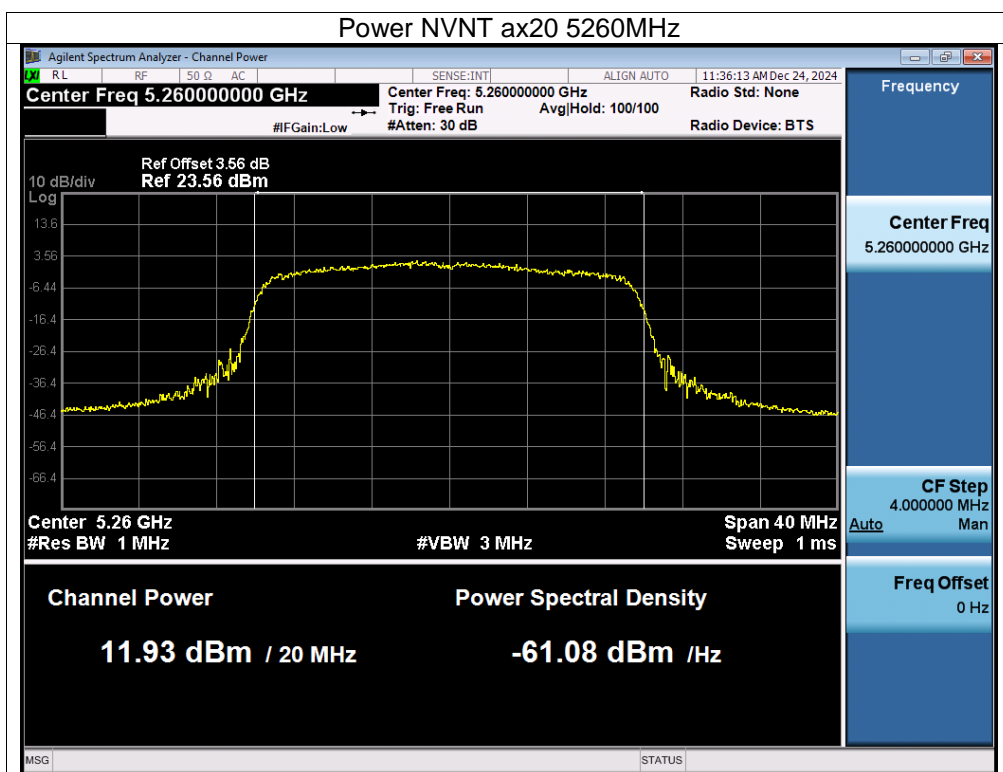 Power NVNT ax20 5260MHz
Agilent Spectrum Analyzer - Channel Power
LXI RL RF 50 Ω AC SENSE:INT ALIGN AUTO 11:36:13 AM Dec 24, 2024
Center Freq 5.260000000 GHz
#IFGain:Low
Center Freq: 5.260000000 GHz
Trig: Free Run Avg|Hold: 100/100
#Atten: 30 dB
Radio Std: None
Radio Device: BTS
Ref Offset 3.56 dB
10 dB/div Ref 23.56 dBm
Log
13.6
3.56
-6.44
-16.4
-26.4
-36.4
-46.4
-56.4
-66.4
Center 5.26 GHz Span 40 MHz
#Res BW 1 MHz #VBW 3 MHz Sweep 1 ms
Channel Power Power Spectral Density
11.93 dBm / 20 MHz -61.08 dBm /Hz
Frequency
Center Freq
5.260000000 GHz
CF Step
4.000000 MHz
Auto Man
Freq Offset
0 Hz
MSG STATUS